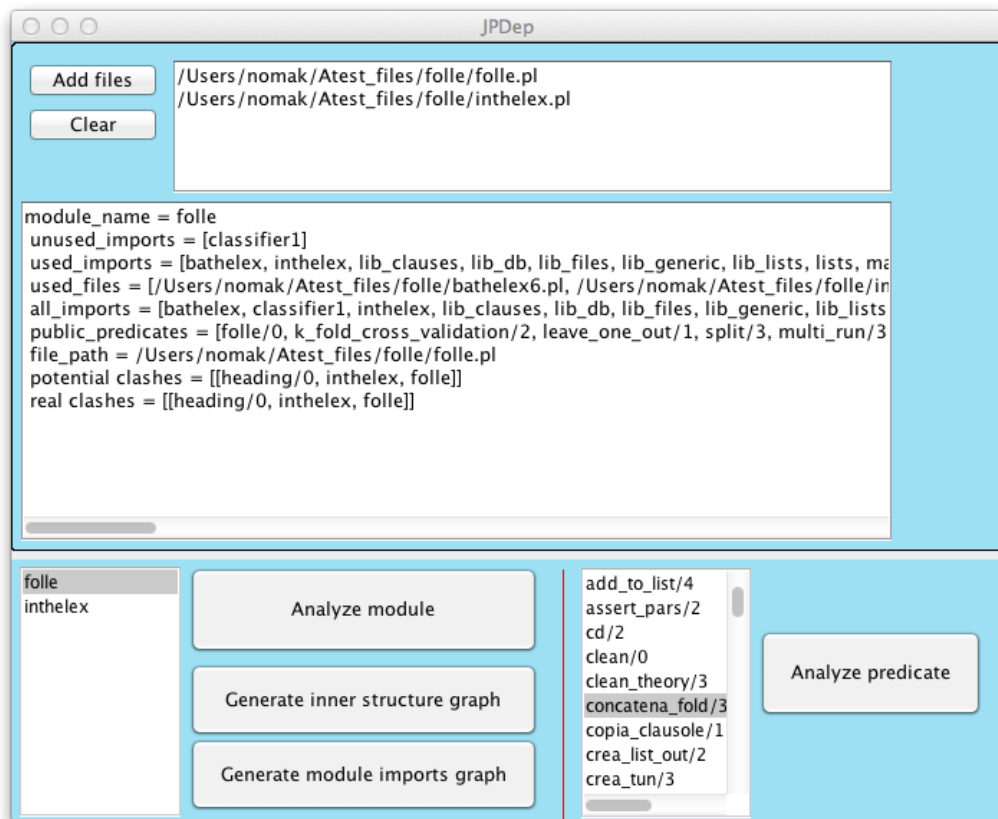 JPDep
Add files
Clear
/Users/nomak/Atest_files/folle/folle.pl
/Users/nomak/Atest_files/folle/inthelex.pl
module_name = folle
unused_imports = [classifier1]
used_imports = [bathelex, inthelex, lib_clauses, lib_db, lib_files, lib_generic, lib_lists, lists, ma
used_files = [/Users/nomak/Atest_files/folle/bathelex6.pl, /Users/nomak/Atest_files/folle/in
all_imports = [bathelex, classifier1, inthelex, lib_clauses, lib_db, lib_files, lib_generic, lib_lists
public_predicates = [folle/0, k_fold_cross_validation/2, leave_one_out/1, split/3, multi_run/3
file_path = /Users/nomak/Atest_files/folle/folle.pl
potential clashes = [[heading/0, inthelex, folle]]
real clashes = [[heading/0, inthelex, folle]]
folle
inthelex
Analyze module
Generate inner structure graph
Generate module imports graph
add_to_list/4
assert_pars/2
cd/2
clean/0
clean_theory/3
concatena_fold/3
copia_clausole/1
crea_list_out/2
crea_tun/3
Analyze predicate